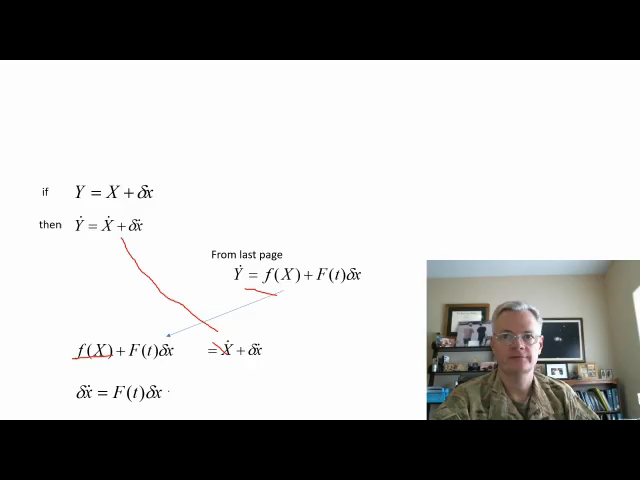 if Y = X + δx
then Ẏ = Ẋ + δẋ
From last page
Ẏ = f(X) + F(t)δx
f(X) + F(t)δx = Ẋ + δẋ
δẋ = F(t)δx